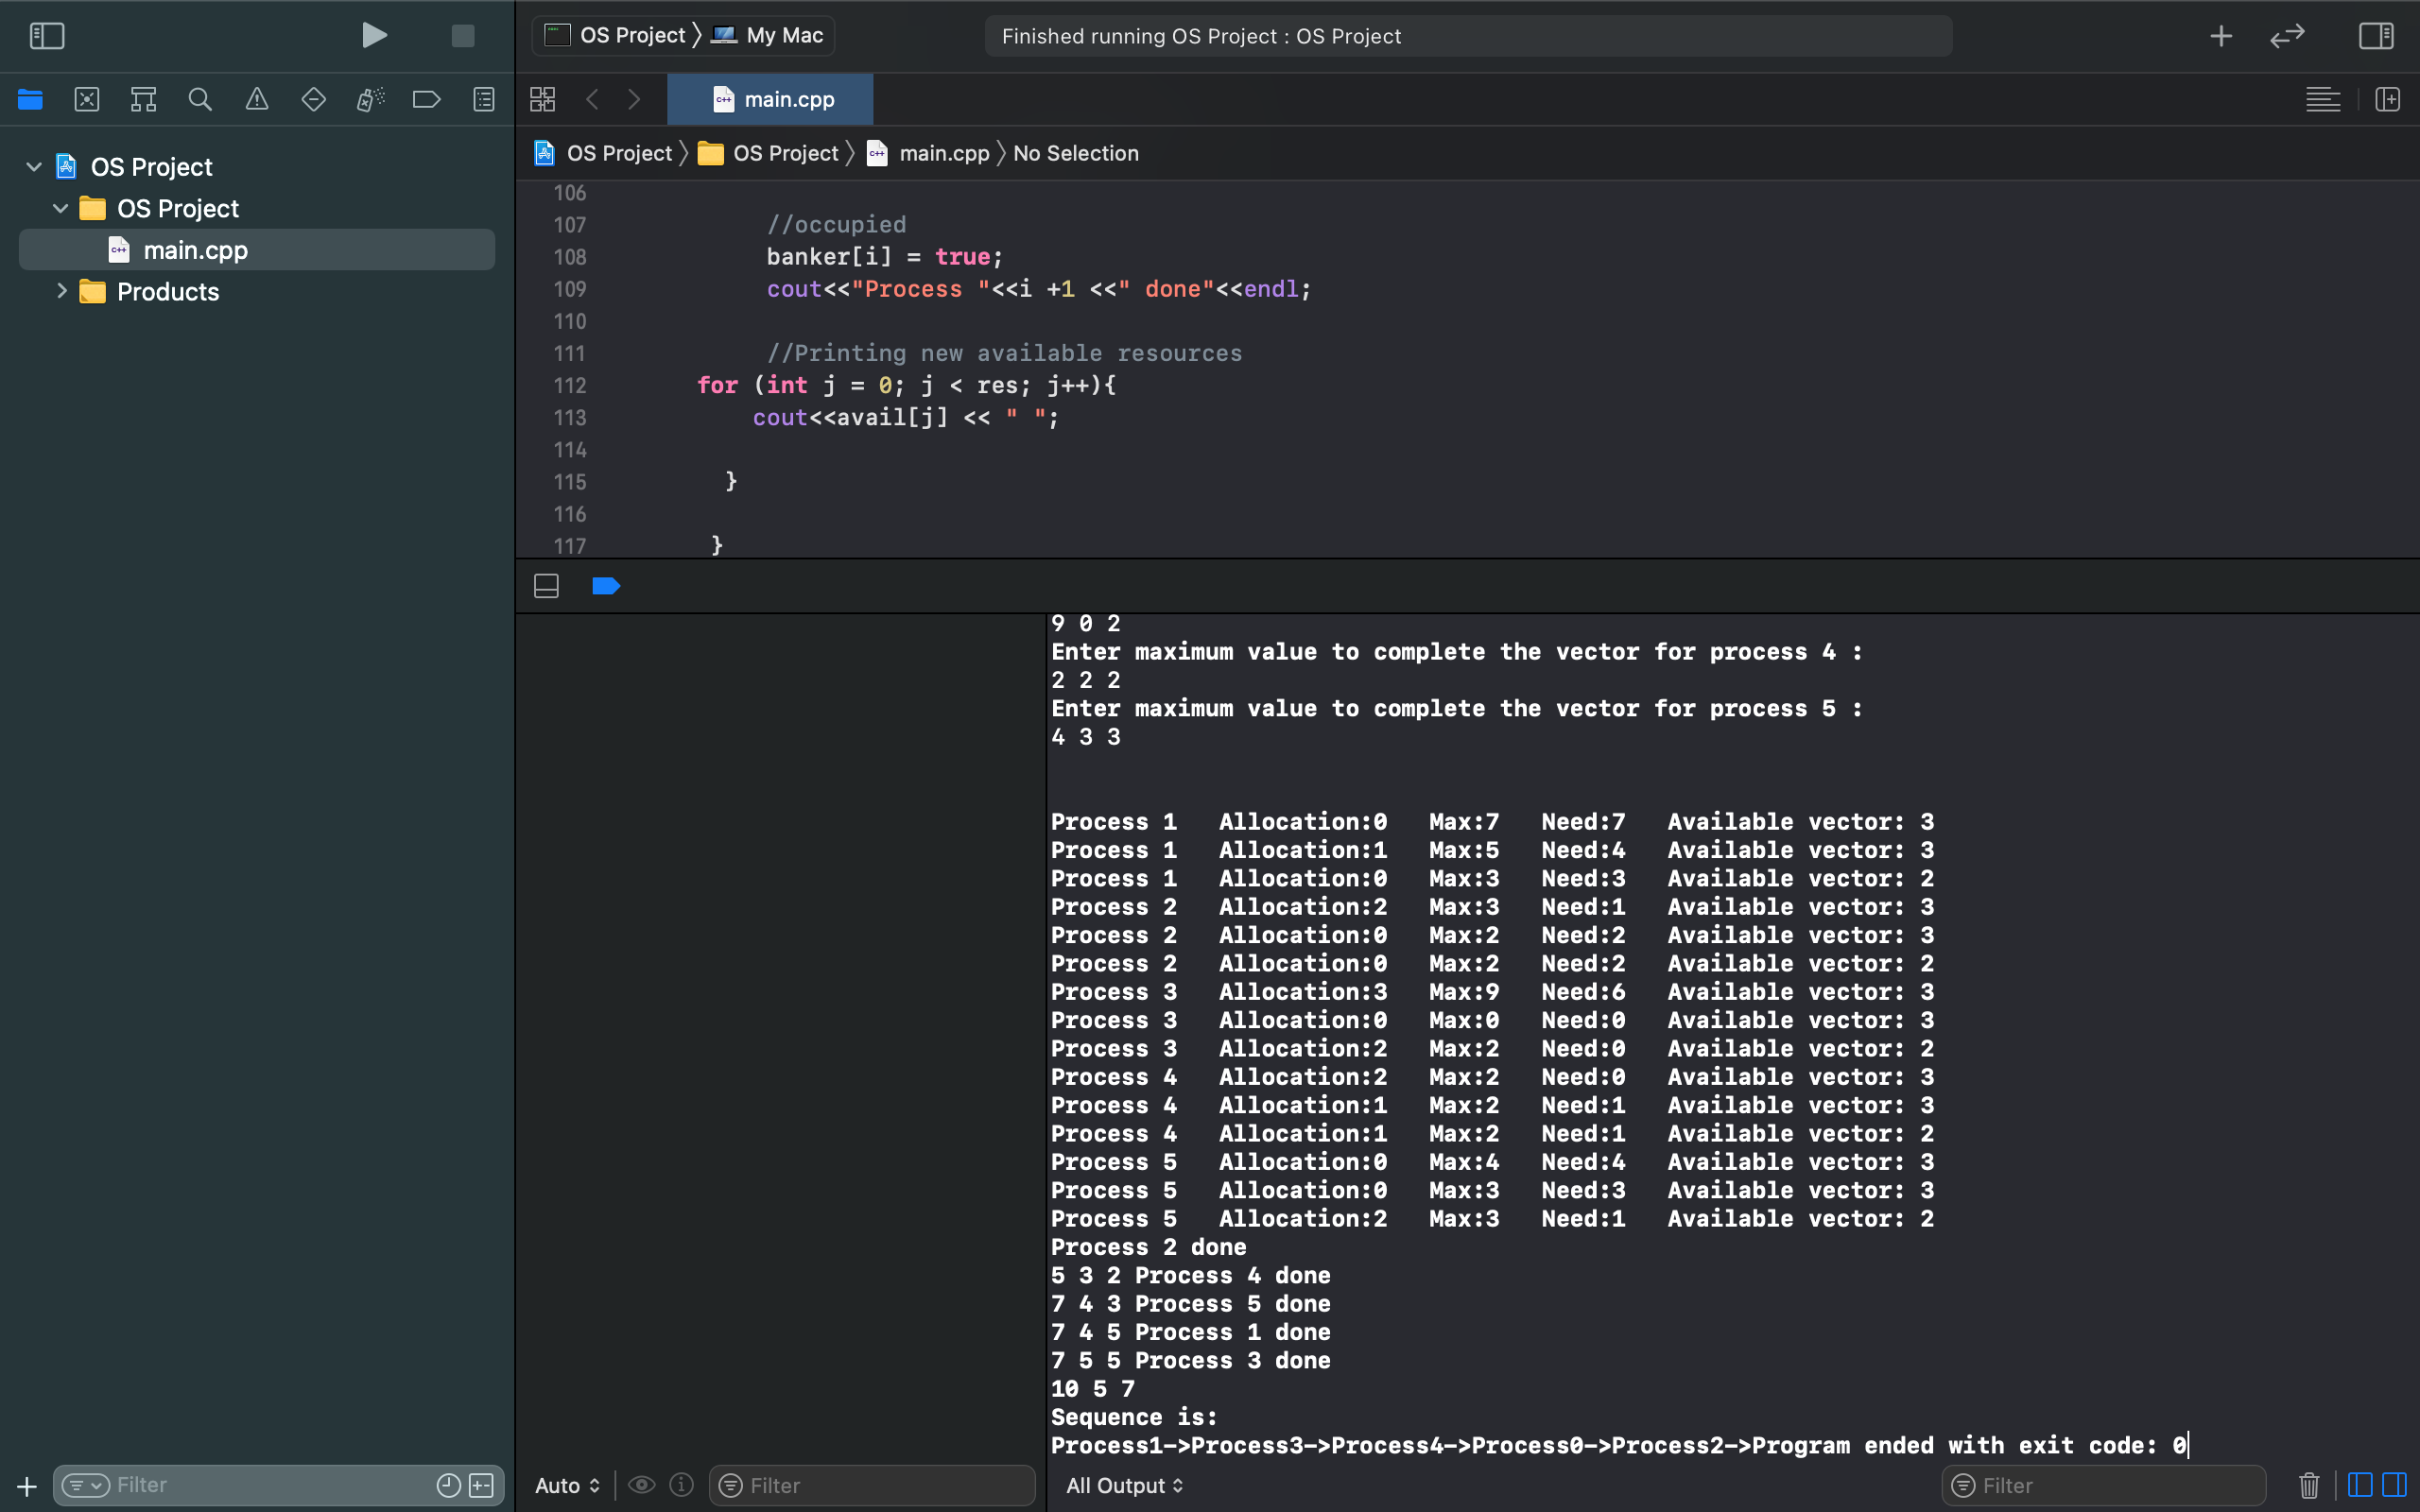 OS Project 〉 My Mac
Finished running OS Project : OS Project
main.cpp
OS Project 〉 OS Project 〉 main.cpp 〉 No Selection
OS Project
OS Project
main.cpp
Products
106
107 //occupied
108 banker[i] = true;
109 cout<<"Process "<<i +1 <<" done"<<endl;
110
111 //Printing new available resources
112 for (int j = 0; j < res; j++){
113 cout<<avail[j] << " ";
114
115 }
116
117 }
9 0 2
Enter maximum value to complete the vector for process 4 :
2 2 2
Enter maximum value to complete the vector for process 5 :
4 3 3
Process 1 Allocation:0 Max:7 Need:7 Available vector: 3
Process 1 Allocation:1 Max:5 Need:4 Available vector: 3
Process 1 Allocation:0 Max:3 Need:3 Available vector: 2
Process 2 Allocation:2 Max:3 Need:1 Available vector: 3
Process 2 Allocation:0 Max:2 Need:2 Available vector: 3
Process 2 Allocation:0 Max:2 Need:2 Available vector: 2
Process 3 Allocation:3 Max:9 Need:6 Available vector: 3
Process 3 Allocation:0 Max:0 Need:0 Available vector: 3
Process 3 Allocation:2 Max:2 Need:0 Available vector: 2
Process 4 Allocation:2 Max:2 Need:0 Available vector: 3
Process 4 Allocation:1 Max:2 Need:1 Available vector: 3
Process 4 Allocation:1 Max:2 Need:1 Available vector: 2
Process 5 Allocation:0 Max:4 Need:4 Available vector: 3
Process 5 Allocation:0 Max:3 Need:3 Available vector: 3
Process 5 Allocation:2 Max:3 Need:1 Available vector: 2
Process 2 done
5 3 2 Process 4 done
7 4 3 Process 5 done
7 4 5 Process 1 done
7 5 5 Process 3 done
10 5 7
Sequence is:
Process1->Process3->Process4->Process0->Process2->Program ended with exit code: 0
Filter
Auto
Filter
All Output
Filter